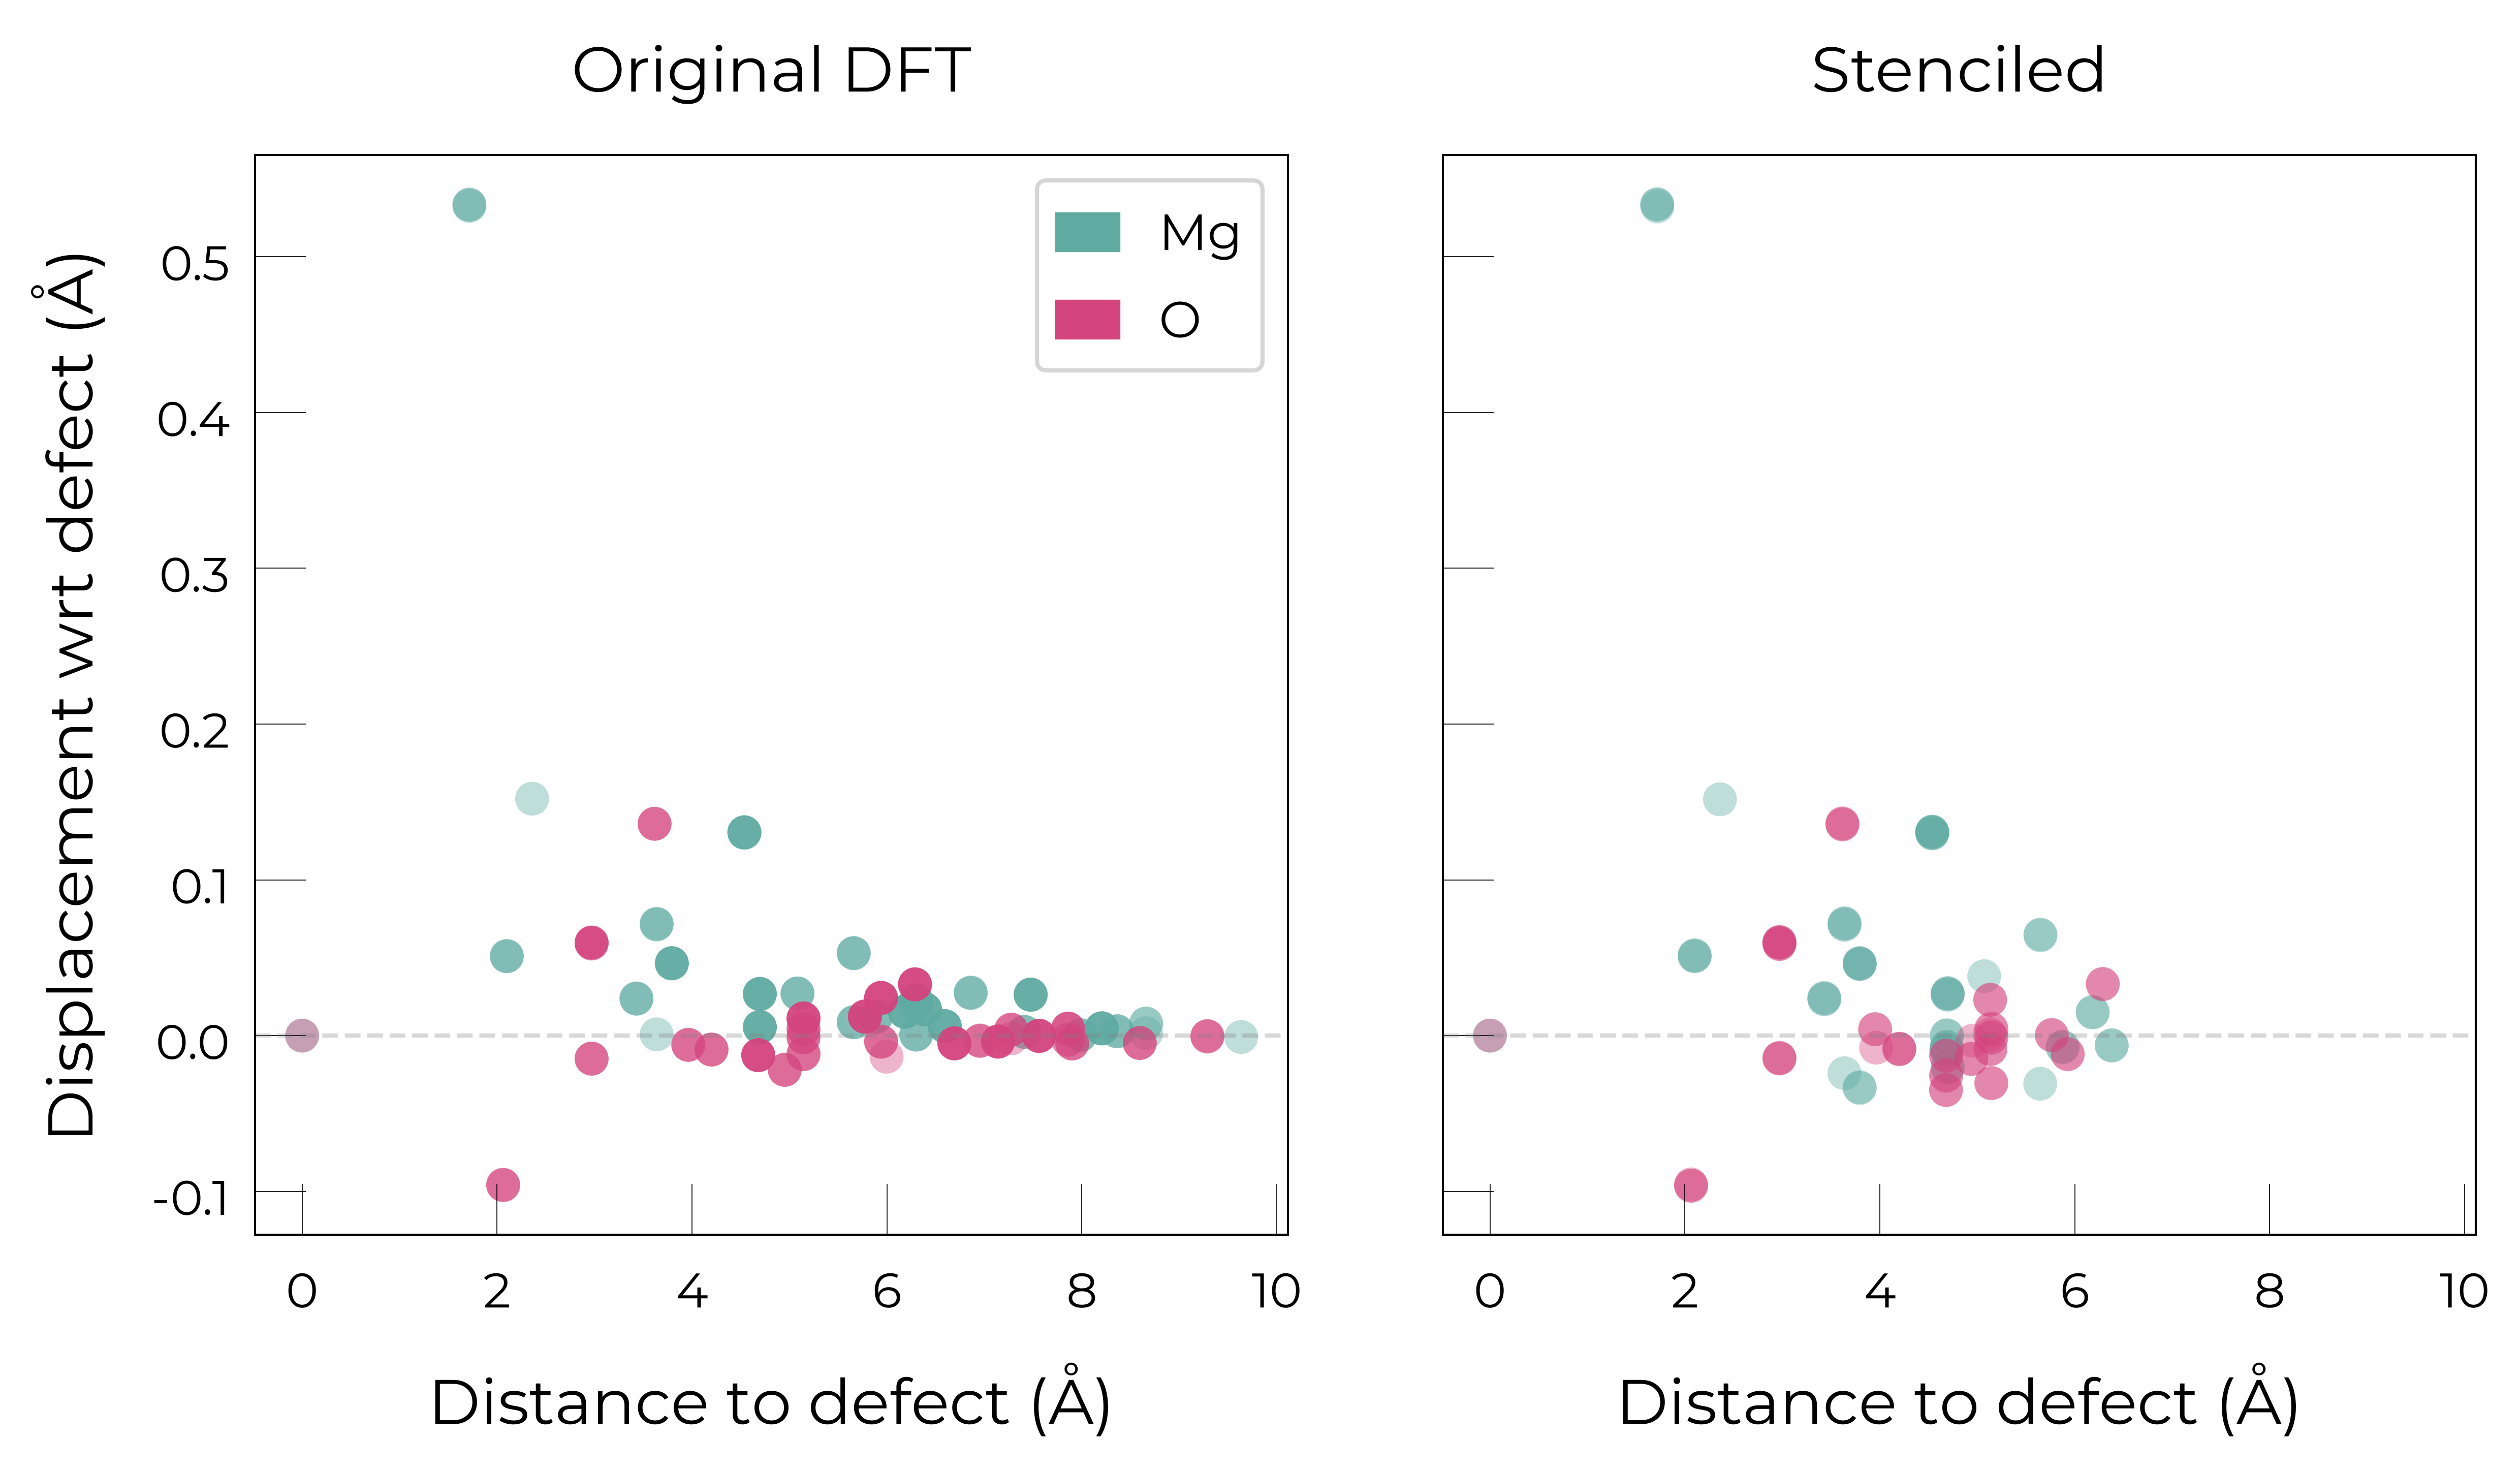 Original DFT
Stenciled
Displacement wrt defect (Å)
0.5
0.4
0.3
0.2
0.1
0.0
-0.1
Mg
O
0 2 4 6 8 10
0 2 4 6 8 10
Distance to defect (Å)
Distance to defect (Å)